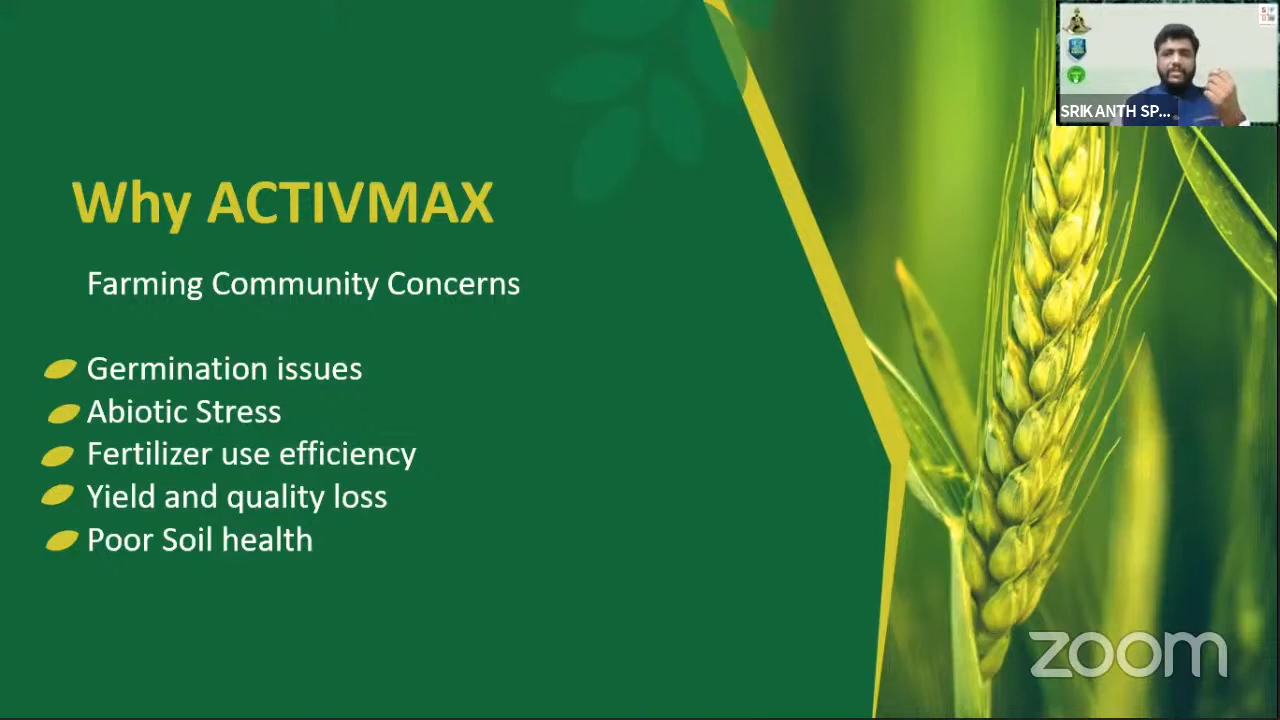 Why ACTIVMAX
Farming Community Concerns
Germination issues
Abiotic Stress
Fertilizer use efficiency
Yield and quality loss
Poor Soil health
SRIKANTH SP...
zoom